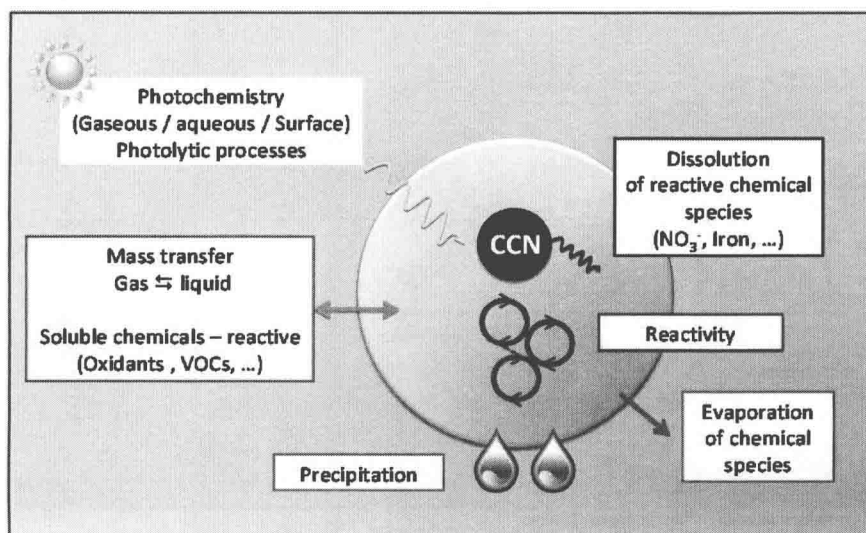 Photochemistry
(Gaseous / aqueous / Surface)
Photolytic processes
Dissolution
of reactive chemical
species
(NO₃⁻, Iron, ...)
CCN
Mass transfer
Gas ⇆ liquid
Soluble chemicals – reactive
(Oxidants , VOCs, ...)
Reactivity
Evaporation
of chemical
species
Precipitation